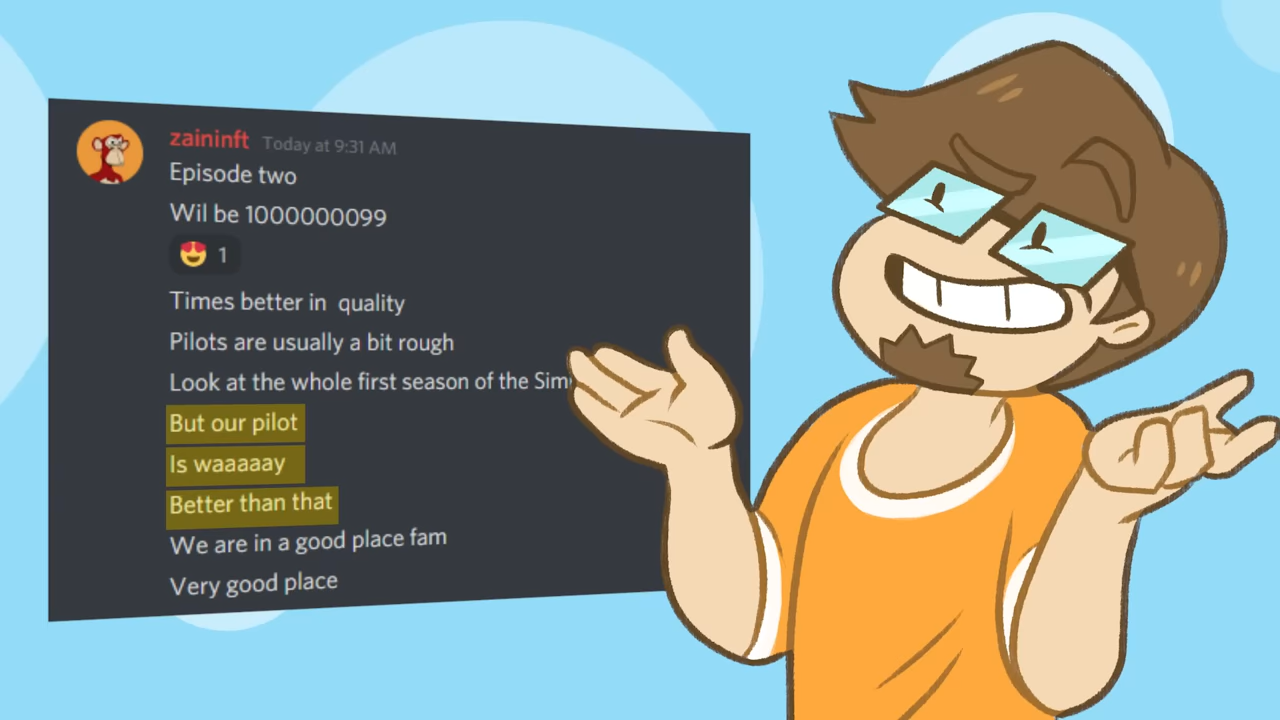 zaininft Today at 9:31 AM
Episode two
Wil be 1000000099
1
Times better in quality
Pilots are usually a bit rough
Look at the whole first season of the
But our pilot
Is waaaaay
Better than that
We are in a good place fam
Very good place